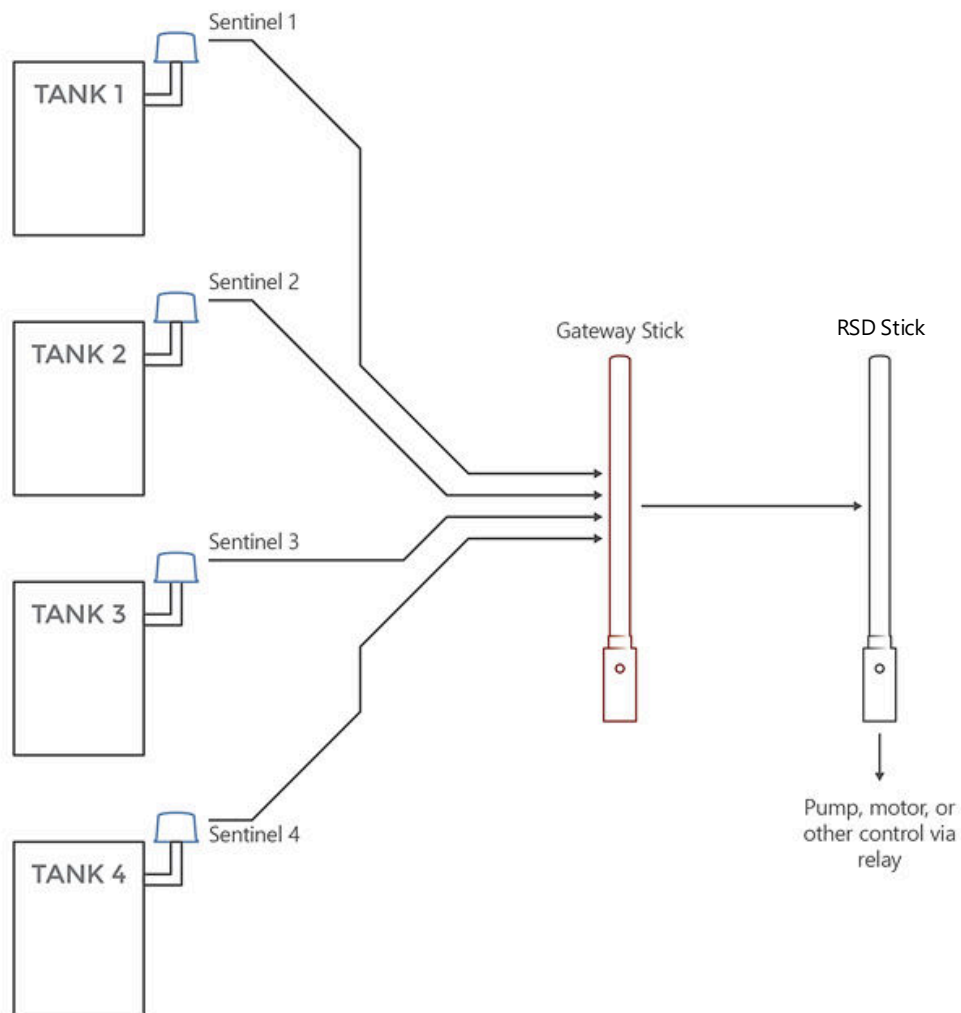 Sentinel 1
TANK 1
Sentinel 2
TANK 2
Gateway Stick
RSD Stick
Sentinel 3
TANK 3
Sentinel 4
TANK 4
Pump, motor, or
other control via
relay